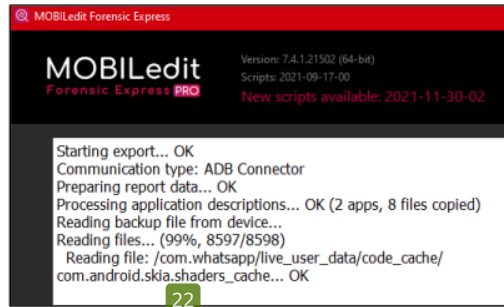 MOBILedit Forensic Express
MOBILedit
Forensic Express PRO
Version: 7.4.1.21502 (64-bit)
Scripts: 2021-09-17-00
New scripts available: 2021-11-30-02
Starting export... OK
Communication type: ADB Connector
Preparing report data... OK
Processing application descriptions... OK (2 apps, 8 files copied)
Reading backup file from device...
Reading files... (99%, 8597/8598)
Reading file: /com.whatsapp/live_user_data/code_cache/
com.android.skia.shaders_cache... OK
22